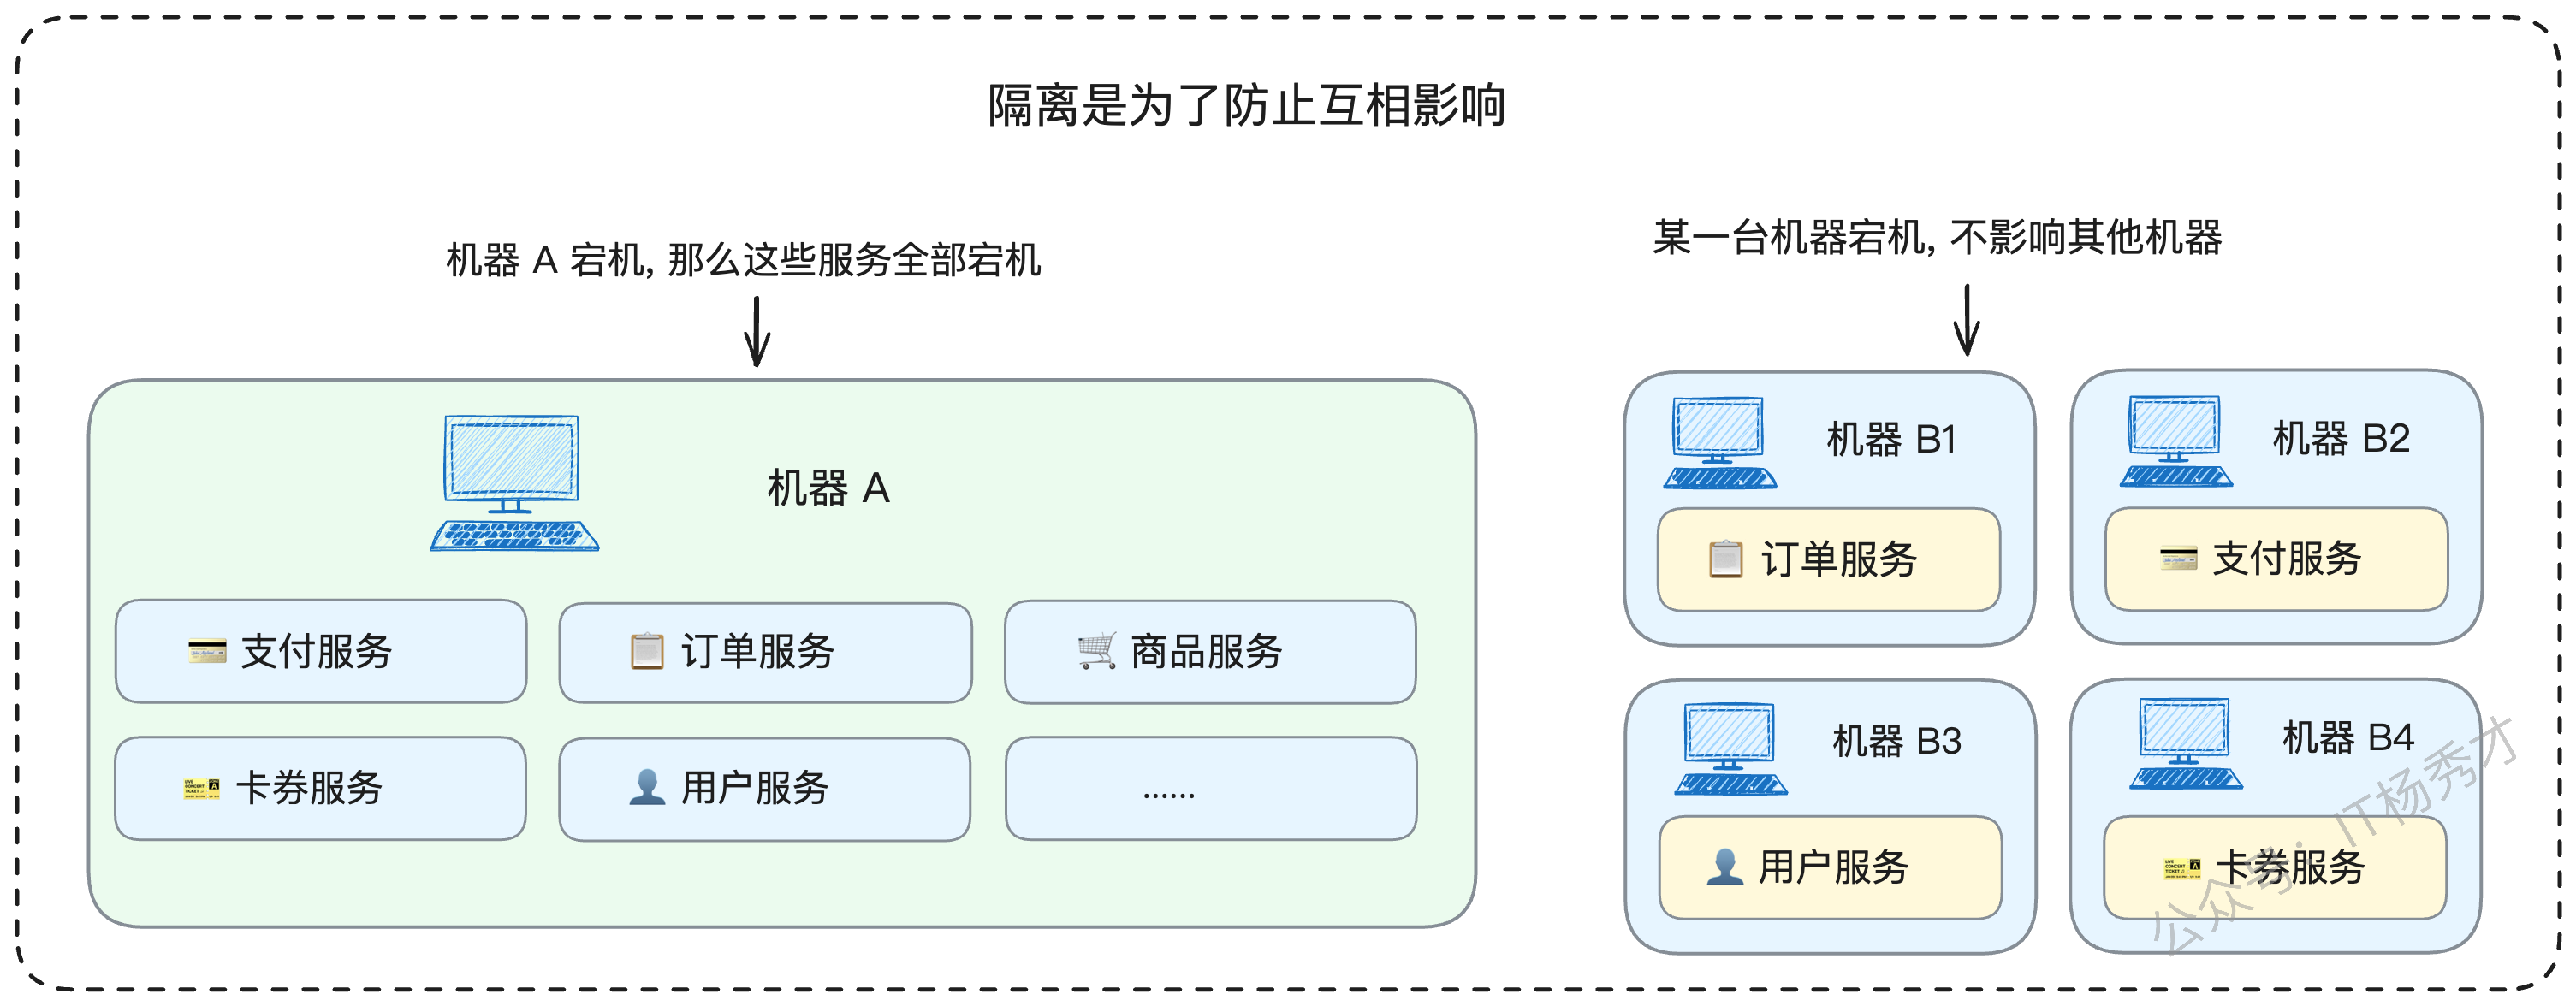 隔离是为了防止互相影响
机器 A 宕机, 那么这些服务全部宕机
机器 A
支付服务
订单服务
商品服务
卡券服务
用户服务
......
某一台机器宕机, 不影响其他机器
机器 B1
订单服务
机器 B2
支付服务
机器 B3
用户服务
机器 B4
卡券服务
公众号: IT杨秀才